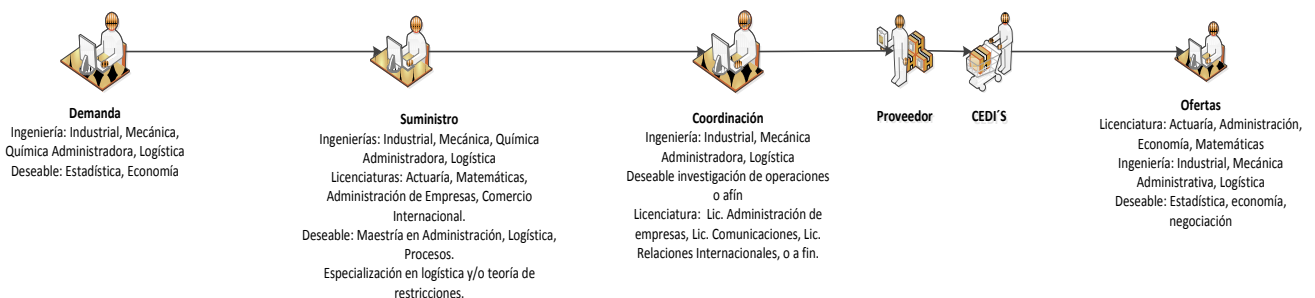 Demanda
Ingeniería: Industrial, Mecánica,
Química Administradora, Logística
Deseable: Estadística, Economía
Suministro
Ingenierías: Industrial, Mecánica, Química
Administradora, Logística
Licenciaturas: Actuaría, Matemáticas,
Administración de Empresas, Comercio
Internacional.
Deseable: Maestría en Administración, Logística,
Procesos.
Especialización en logística y/o teoría de
restricciones.
Coordinación
Ingeniería: Industrial, Mecánica
Administradora, Logística
Deseable investigación de operaciones
o afín
Licenciatura: Lic. Administración de
empresas, Lic. Comunicaciones, Lic.
Relaciones Internacionales, o a fin.
Proveedor
CEDI´S
Ofertas
Licenciatura: Actuaría, Administración,
Economía, Matemáticas
Ingeniería: Industrial, Mecánica
Administrativa, Logística
Deseable: Estadística, economía,
negociación